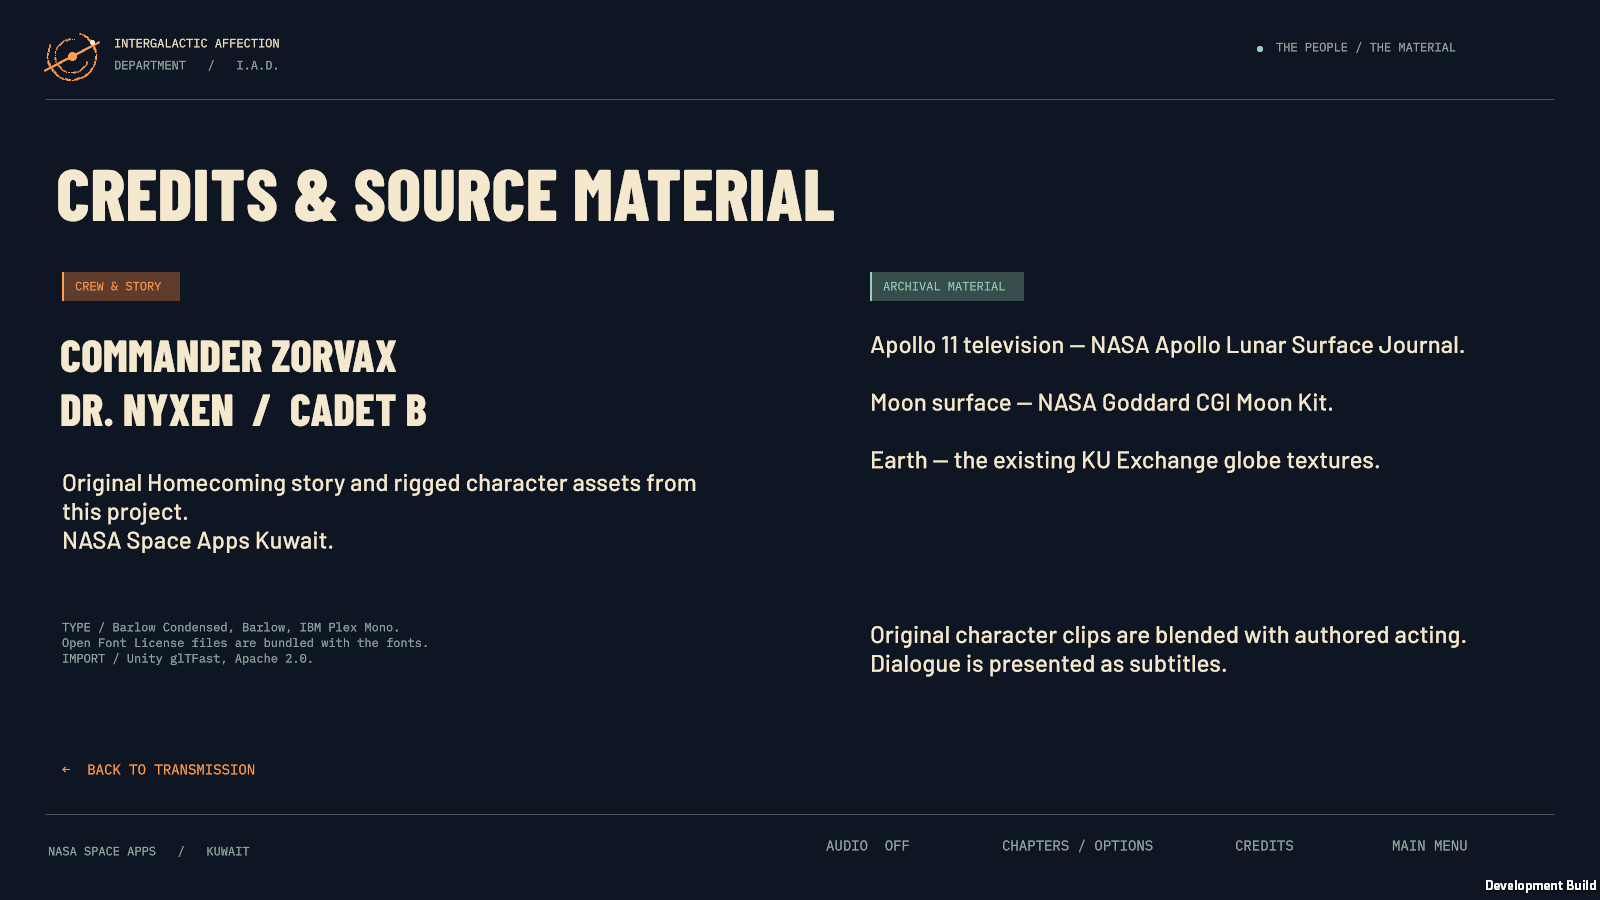 INTERGALACTIC AFFECTION
DEPARTMENT / I.A.D.
THE PEOPLE / THE MATERIAL
CREDITS & SOURCE MATERIAL
CREW & STORY
COMMANDER ZORVAX
DR. NYXEN / CADET B
Original Homecoming story and rigged character assets from
this project.
NASA Space Apps Kuwait.
TYPE / Barlow Condensed, Barlow, IBM Plex Mono.
Open Font License files are bundled with the fonts.
IMPORT / Unity glTFast, Apache 2.0.
ARCHIVAL MATERIAL
Apollo 11 television — NASA Apollo Lunar Surface Journal.
Moon surface — NASA Goddard CGI Moon Kit.
Earth — the existing KU Exchange globe textures.
Original character clips are blended with authored acting.
Dialogue is presented as subtitles.
← BACK TO TRANSMISSION
NASA SPACE APPS / KUWAIT
AUDIO OFF
CHAPTERS / OPTIONS
CREDITS
MAIN MENU
Development Build